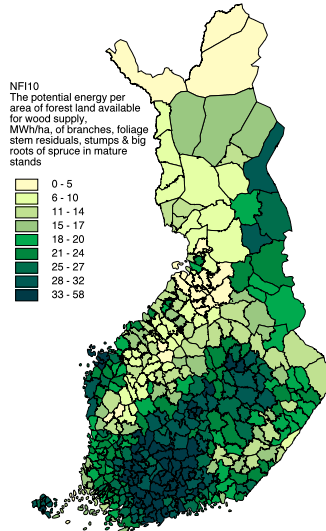 NFI10
The potential energy per
area of forest land available
for wood supply,
MWh/ha, of branches, foliage
stem residuals, stumps & big
roots of spruce in mature
stands
0 - 5
6 - 10
11 - 14
15 - 17
18 - 20
21 - 24
25 - 27
28 - 32
33 - 58